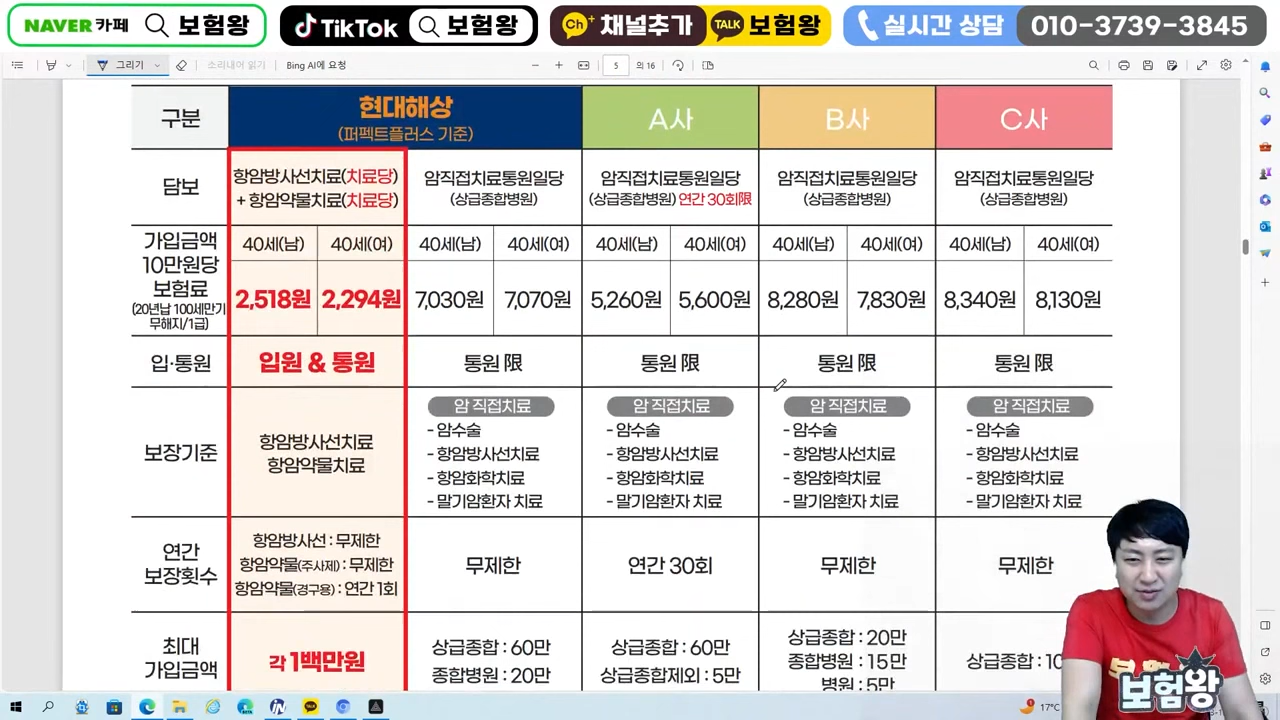 NAVER 카페 보험왕 TikTok 보험왕 Ch+ 채널추가 TALK 보험왕 실시간 상담 010-3739-3845
그리기 소리내어 읽기 Bing AI에 요청 5 의 16
구분 현대해상 A사 B사 C사
(퍼펙트플러스 기준)
담보
항암방사선치료(치료당)
+ 항암약물치료(치료당)
암직접치료통원일당
(상급종합병원)
암직접치료통원일당
(상급종합병원) 연간 30회限
암직접치료통원일당
(상급종합병원)
암직접치료통원일당
(상급종합병원)
가입금액
10만원당
보험료
(20년납 100세만기
무해지/1급)
40세(남) 40세(여) 40세(남) 40세(여) 40세(남) 40세(여) 40세(남) 40세(여) 40세(남) 40세(여)
2,518원 2,294원 7,030원 7,070원 5,260원 5,600원 8,280원 7,830원 8,340원 8,130원
입·통원 입원 & 통원 통원 限 통원 限 통원 限 통원 限
보장기준
항암방사선치료
항암약물치료
암 직접치료
- 암수술
- 항암방사선치료
- 항암화학치료
- 말기암환자 치료
암 직접치료
- 암수술
- 항암방사선치료
- 항암화학치료
- 말기암환자 치료
암 직접치료
- 암수술
- 항암방사선치료
- 항암화학치료
- 말기암환자 치료
암 직접치료
- 암수술
- 항암방사선치료
- 항암화학치료
- 말기암환자 치료
연간
보장횟수
항암방사선 : 무제한
항암약물(주사제) : 무제한
항암약물(경구용) : 연간 1회
무제한 연간 30회 무제한 무제한
최대
가입금액
각 1백만원
상급종합 : 60만
종합병원 : 20만
상급종합 : 60만
상급종합제외 : 5만
상급종합 : 20만
종합병원 : 15만
병원 : 5만
상급종합 : 10
보험왕
17°C